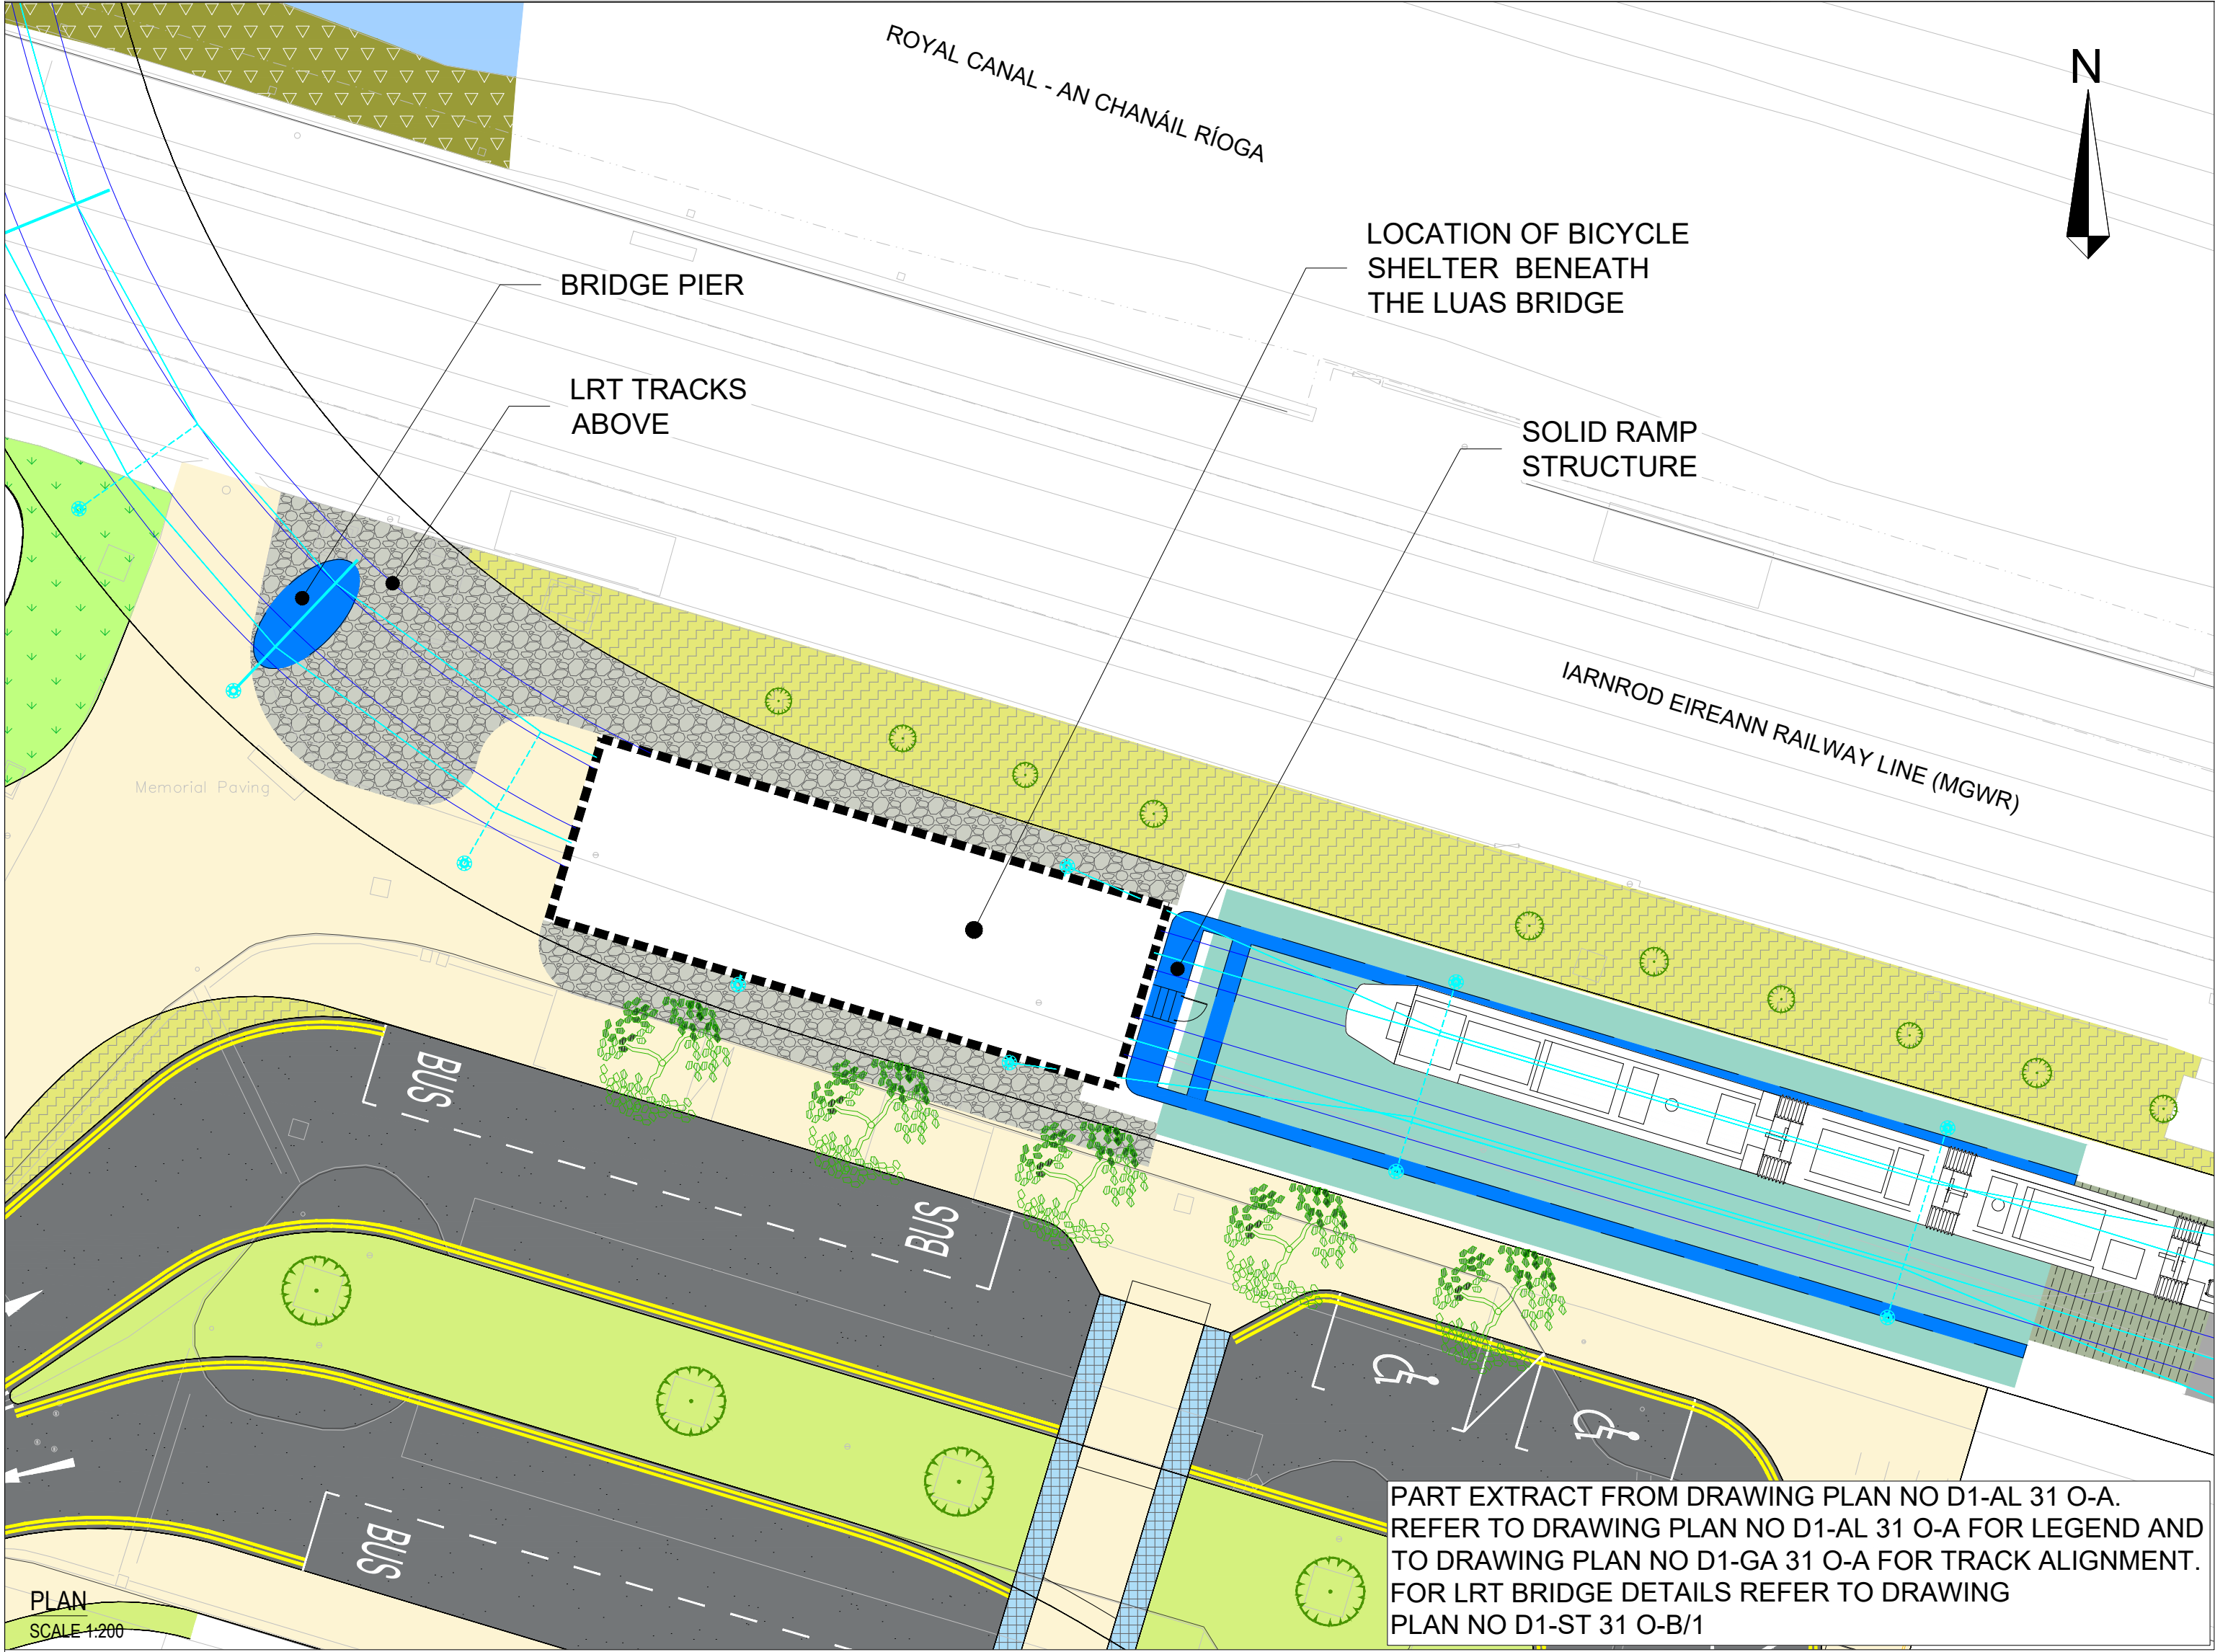 ROYAL CANAL - AN CHANÁIL RÍOGA
N
LOCATION OF BICYCLE
SHELTER BENEATH
THE LUAS BRIDGE
BRIDGE PIER
LRT TRACKS
ABOVE
SOLID RAMP
STRUCTURE
IARNROD EIREANN RAILWAY LINE (MGWR)
Memorial Paving
BUS
BUS
BUS
PART EXTRACT FROM DRAWING PLAN NO D1-AL 31 O-A.
REFER TO DRAWING PLAN NO D1-AL 31 O-A FOR LEGEND AND
TO DRAWING PLAN NO D1-GA 31 O-A FOR TRACK ALIGNMENT.
FOR LRT BRIDGE DETAILS REFER TO DRAWING
PLAN NO D1-ST 31 O-B/1
PLAN
SCALE 1:200